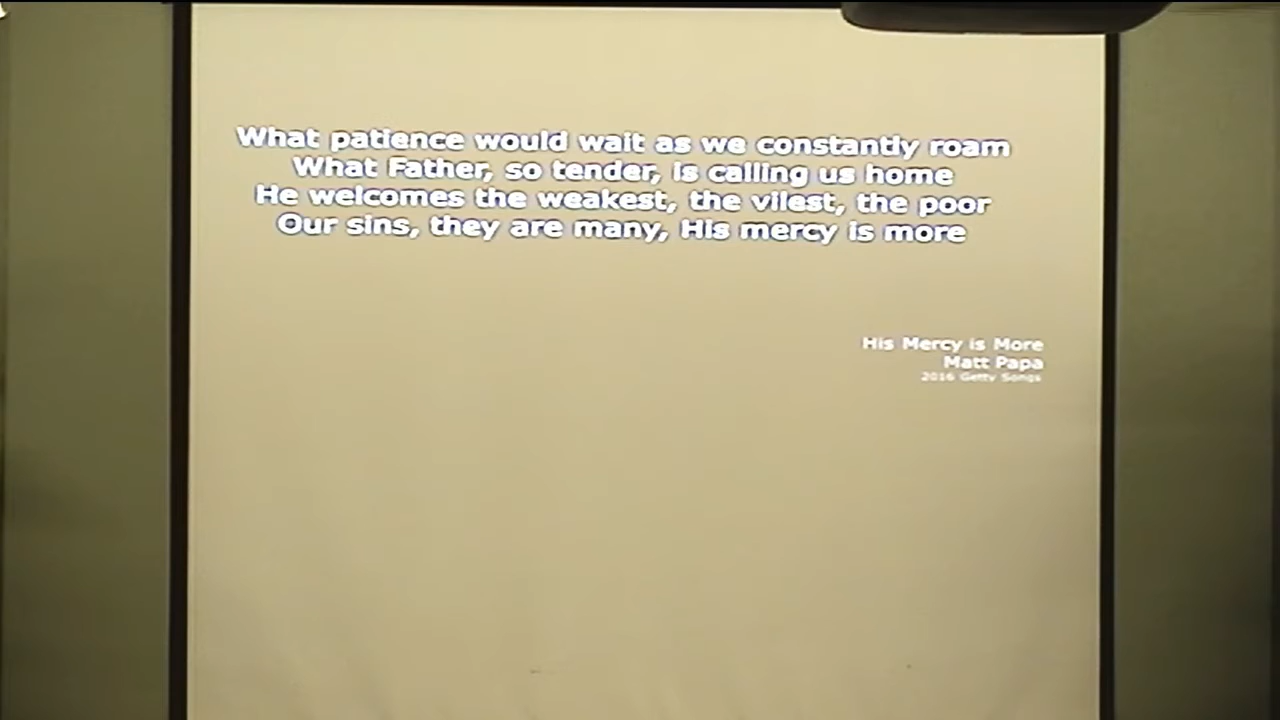 What patience would wait as we constantly roam
What Father, so tender, is calling us home
He welcomes the weakest, the vilest, the poor
Our sins, they are many, His mercy is more
His Mercy is More
Matt Papa
2016 Getty Songs